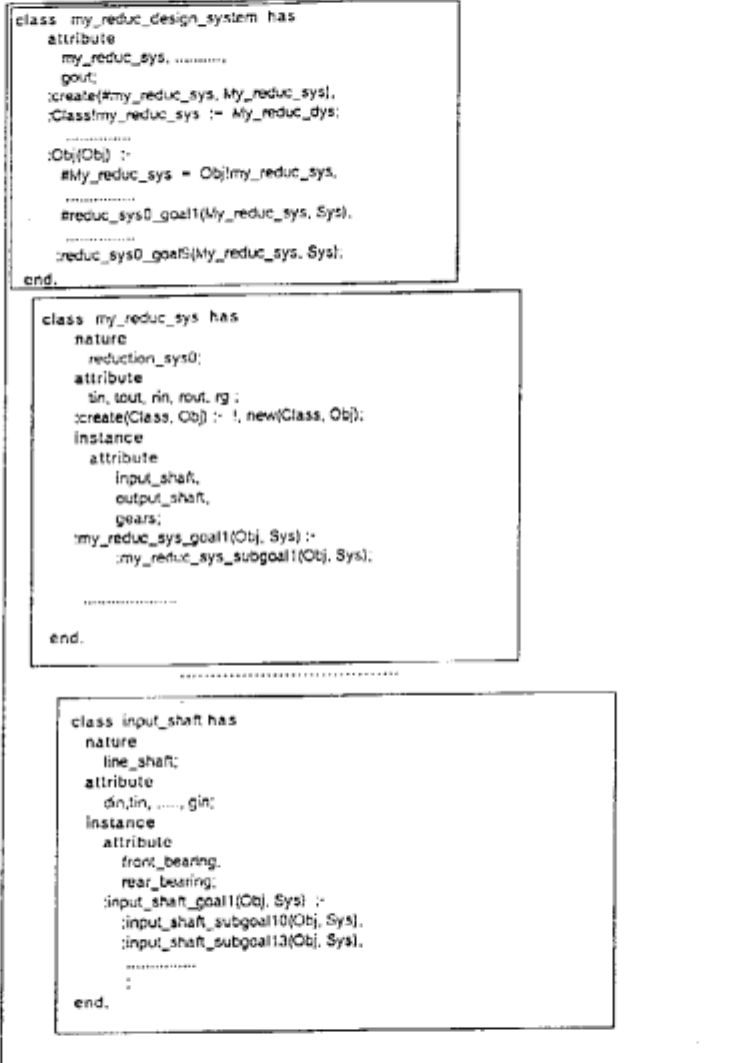 class my_reduc_design_system has
attribute
my_reduc_sys, ..........,
gout;
:create(#my_reduc_sys, My_reduc_sys),
:Class!my_reduc_sys := My_reduc_dys;
..............
:Obj(Obj) :-
#My_reduc_sys = Obj!my_reduc_sys,
..............
#reduc_sys0_goal1(My_reduc_sys, Sys),
..............
:reduc_sys0_goal9(My_reduc_sys, Sys);
end.
class my_reduc_sys has
nature
reduction_sys0;
attribute
tin, tout, rin, rout, rg ;
:create(Class, Obj) :- !, new(Class, Obj);
instance
attribute
input_shaft,
output_shaft,
gears;
:my_reduc_sys_goal1(Obj, Sys) :-
:my_reduc_sys_subgoal1(Obj, Sys);
...................
end.
.................................
class input_shaft has
nature
line_shaft;
attribute
din,tin, ....., gin;
instance
attribute
front_bearing,
rear_bearing;
:input_shaft_goal1(Obj, Sys) :-
:input_shaft_subgoal10(Obj, Sys),
:input_shaft_subgoal13(Obj, Sys),
..............
;
end.